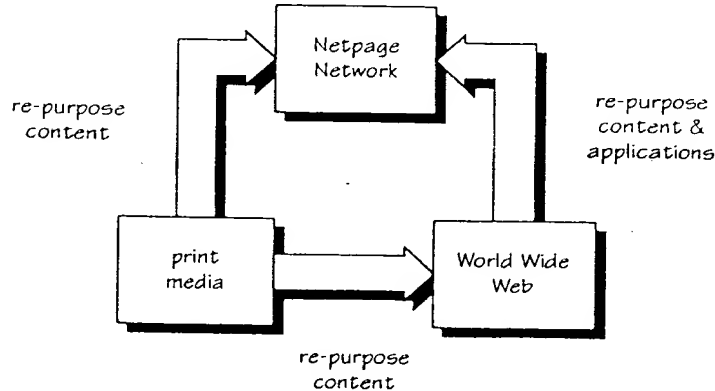 Netpage
Network
re-purpose
content
re-purpose
content &
applications
print
media
World Wide
Web
re-purpose
content